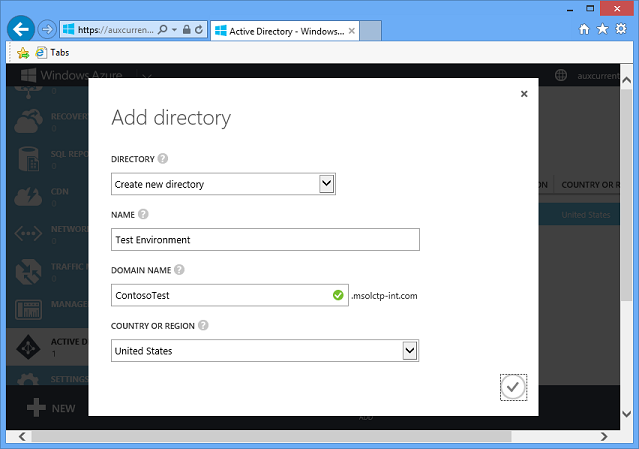 https://auxcurren...
Active Directory - Windows...
Tabs
Windows Azure
auxcurrent
RECOVER
0
SQL REPO
0
CDN
0
NETWORK
0
TRAFFIC M
0
MANAGEM
ACTIVE D
1
SETTINGS
NEW
ADD
ON
COUNTRY OR R
United States
Add directory
DIRECTORY ?
Create new directory
NAME ?
Test Environment
DOMAIN NAME ?
ContosoTest .msolctp-int.com
COUNTRY OR REGION ?
United States